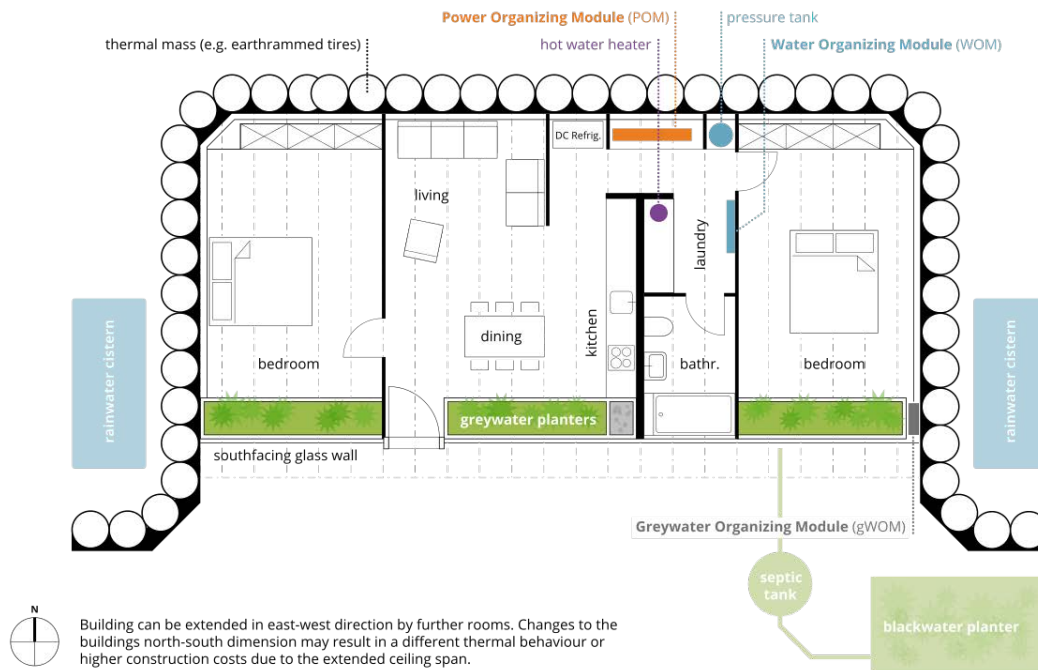 Power Organizing Module (POM)
pressure tank
thermal mass (e.g. earthrammed tires)
hot water heater
Water Organizing Module (WOM)
DC Refrig.
living
laundry
dining
kitchen
bedroom
bathr.
bedroom
rainwater cistern
rainwater cistern
greywater planters
southfacing glass wall
Greywater Organizing Module (gWOM)
septic
tank
blackwater planter
N
Building can be extended in east-west direction by further rooms. Changes to the
buildings north-south dimension may result in a different thermal behaviour or
higher construction costs due to the extended ceiling span.